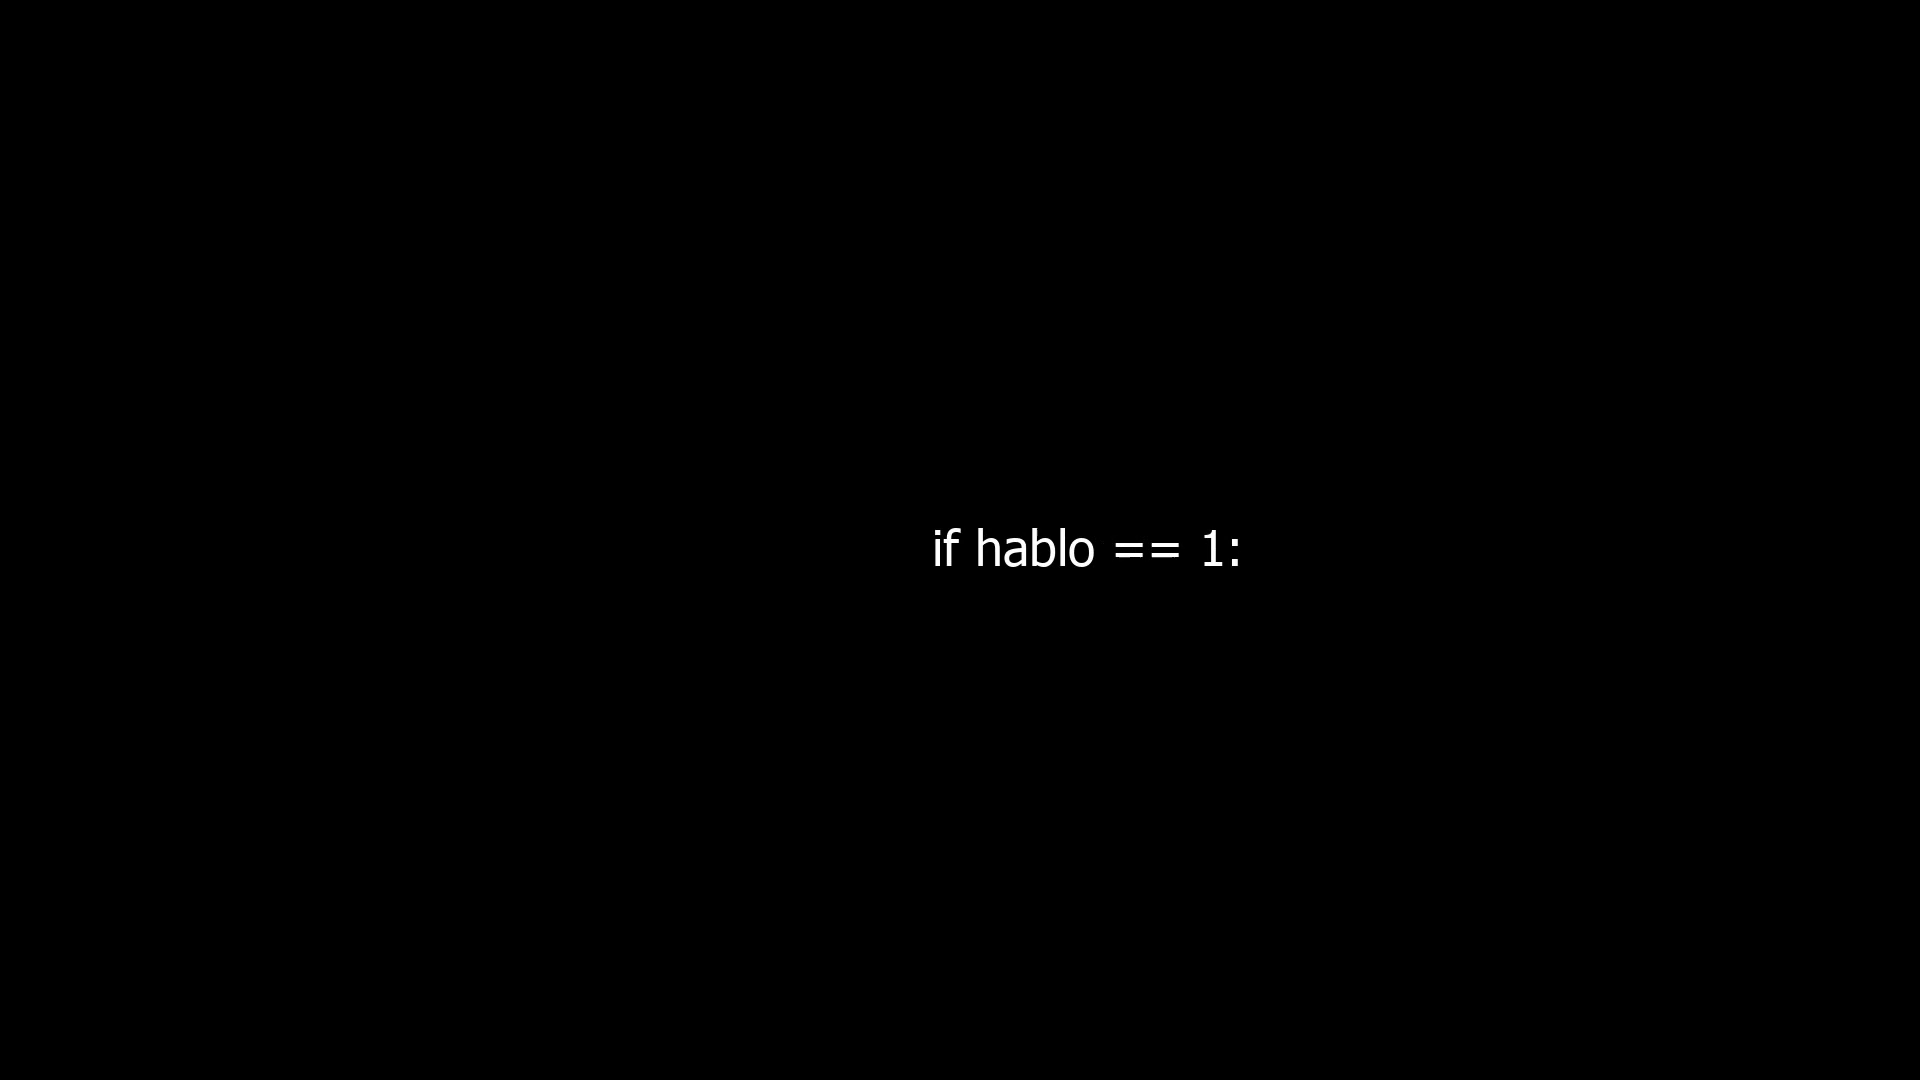 if hablo == 1: